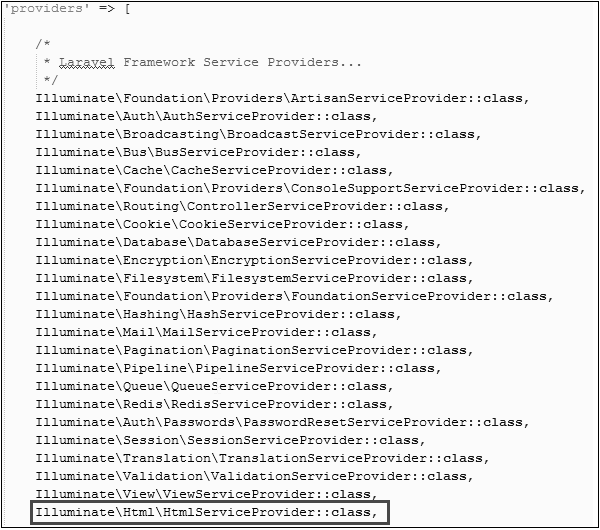 'providers' => [
/*
* Laravel Framework Service Providers...
*/
Illuminate\Foundation\Providers\ArtisanServiceProvider::class,
Illuminate\Auth\AuthServiceProvider::class,
Illuminate\Broadcasting\BroadcastServiceProvider::class,
Illuminate\Bus\BusServiceProvider::class,
Illuminate\Cache\CacheServiceProvider::class,
Illuminate\Foundation\Providers\ConsoleSupportServiceProvider::class,
Illuminate\Routing\ControllerServiceProvider::class,
Illuminate\Cookie\CookieServiceProvider::class,
Illuminate\Database\DatabaseServiceProvider::class,
Illuminate\Encryption\EncryptionServiceProvider::class,
Illuminate\Filesystem\FilesystemServiceProvider::class,
Illuminate\Foundation\Providers\FoundationServiceProvider::class,
Illuminate\Hashing\HashServiceProvider::class,
Illuminate\Mail\MailServiceProvider::class,
Illuminate\Pagination\PaginationServiceProvider::class,
Illuminate\Pipeline\PipelineServiceProvider::class,
Illuminate\Queue\QueueServiceProvider::class,
Illuminate\Redis\RedisServiceProvider::class,
Illuminate\Auth\Passwords\PasswordResetServiceProvider::class,
Illuminate\Session\SessionServiceProvider::class,
Illuminate\Translation\TranslationServiceProvider::class,
Illuminate\Validation\ValidationServiceProvider::class,
Illuminate\View\ViewServiceProvider::class,
Illuminate\Html\HtmlServiceProvider::class,